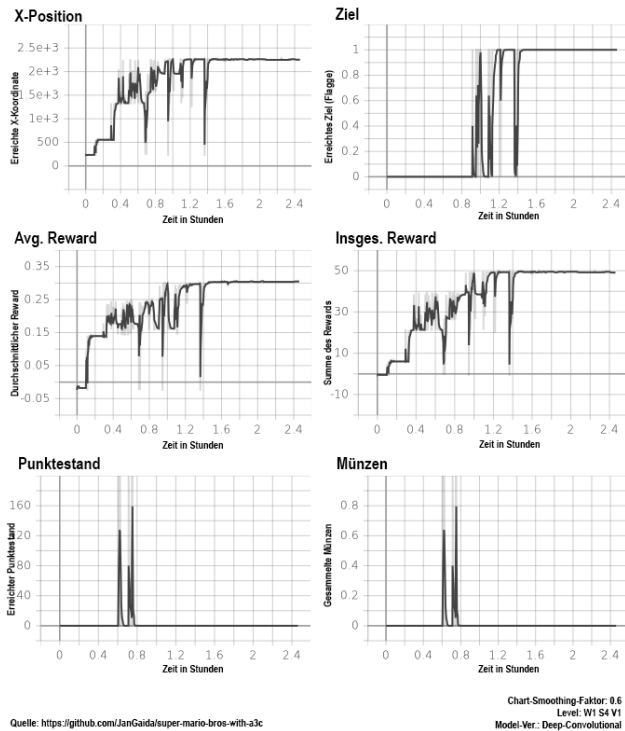 X-Position
Erreichte X-Koordinate
2.5e+3
2e+3
1.5e+3
1e+3
500
0
0 0.4 0.8 1.2 1.6 2 2.4
Zeit in Stunden
Ziel
Erreichtes Ziel (Flagge)
1
0.8
0.6
0.4
0.2
0
0 0.4 0.8 1.2 1.6 2 2.4
Zeit in Stunden
Avg. Reward
Durchschnittlicher Reward
0.35
0.25
0.15
0.05
-0.05
0 0.4 0.8 1.2 1.6 2 2.4
Zeit in Stunden
Insges. Reward
Summe des Rewards
50
30
10
-10
0 0.4 0.8 1.2 1.6 2 2.4
Zeit in Stunden
Punktestand
Erreichter Punktestand
160
120
80
40
0
0 0.4 0.8 1.2 1.6 2 2.4
Zeit in Stunden
Münzen
Gesammelte Münzen
0.8
0.6
0.4
0.2
0
0 0.4 0.8 1.2 1.6 2 2.4
Zeit in Stunden
Chart-Smoothing-Faktor: 0.6
Level: W1 S4 V1
Quelle: https://github.com/JanGaida/super-mario-bros-with-a3c
Model-Ver.: Deep-Convolutional